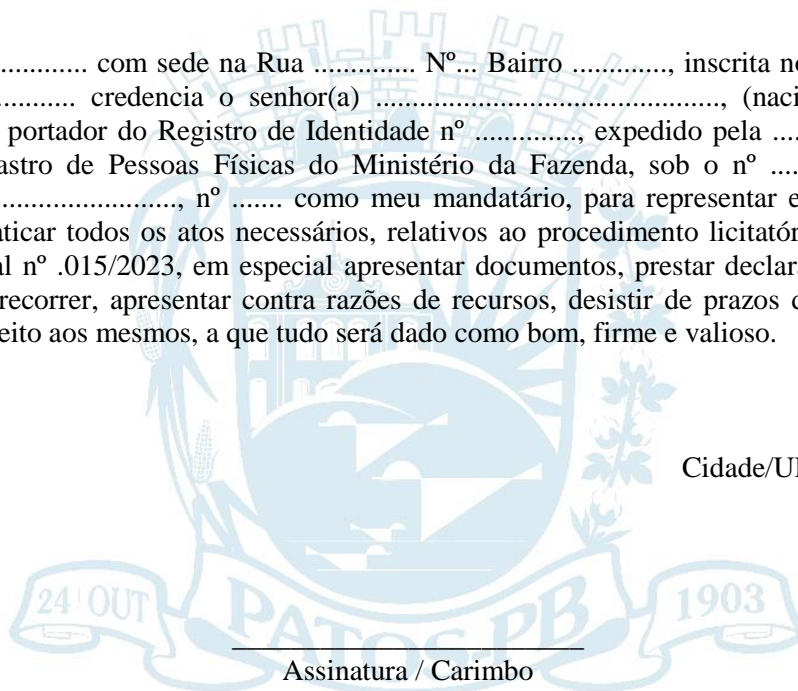 ............ com sede na Rua ............. Nº... Bairro ............, inscrita no
............ credencia o senhor(a) ........................................, (naci
portador do Registro de Identidade nº ............., expedido pela .....
astro de Pessoas Físicas do Ministério da Fazenda, sob o nº .....
........................, nº ....... como meu mandatário, para representar e
aticar todos os atos necessários, relativos ao procedimento licitatón
al nº .015/2023, em especial apresentar documentos, prestar declara
recorrer, apresentar contra razões de recursos, desistir de prazos d
eito aos mesmos, a que tudo será dado como bom, firme e valioso.
Cidade/UI
24 OUT
PATOS-PB
1903
Assinatura / Carimbo